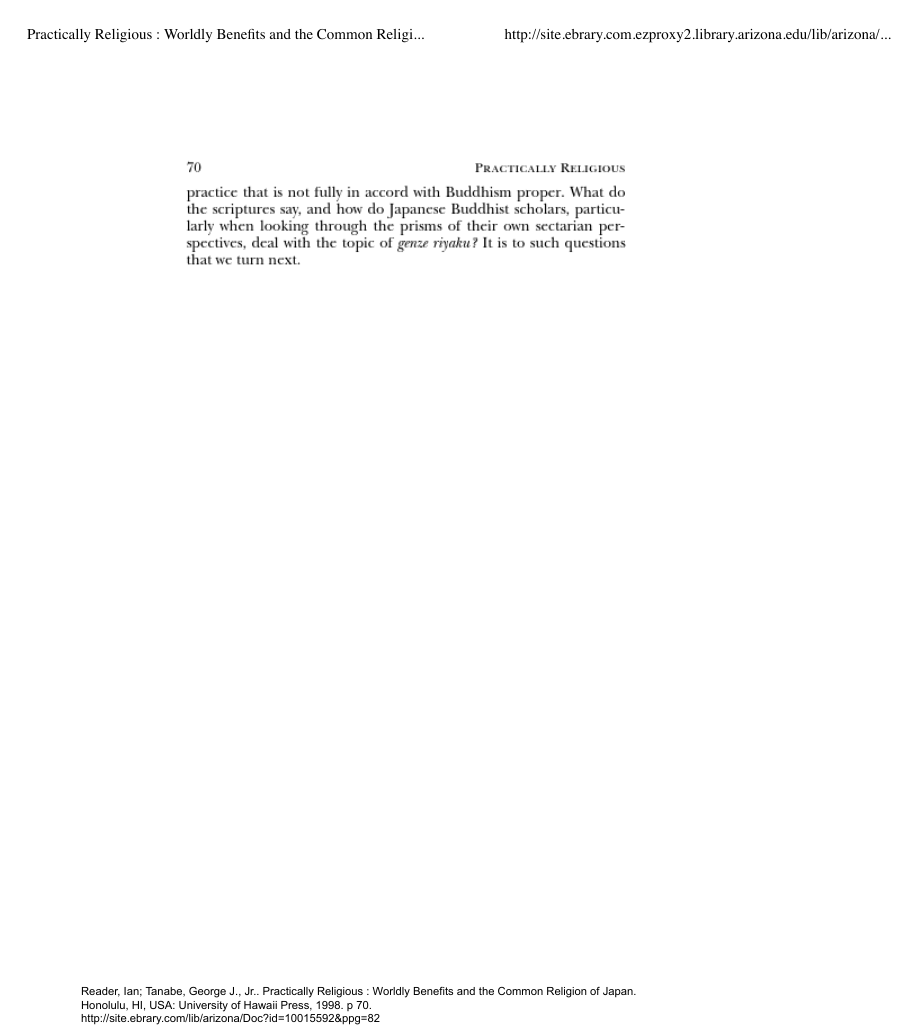 Practically Religious : Worldly Benefits and the Common Religi... http://site.ebrary.com.ezproxy2.library.arizona.edu/lib/arizona/...
70 PRACTICALLY RELIGIOUS
practice that is not fully in accord with Buddhism proper. What do
the scriptures say, and how do Japanese Buddhist scholars, particu-
larly when looking through the prisms of their own sectarian per-
spectives, deal with the topic of genze riyaku? It is to such questions
that we turn next.
Reader, Ian; Tanabe, George J., Jr.. Practically Religious : Worldly Benefits and the Common Religion of Japan.
Honolulu, HI, USA: University of Hawaii Press, 1998. p 70.
http://site.ebrary.com/lib/arizona/Doc?id=10015592&ppg=82